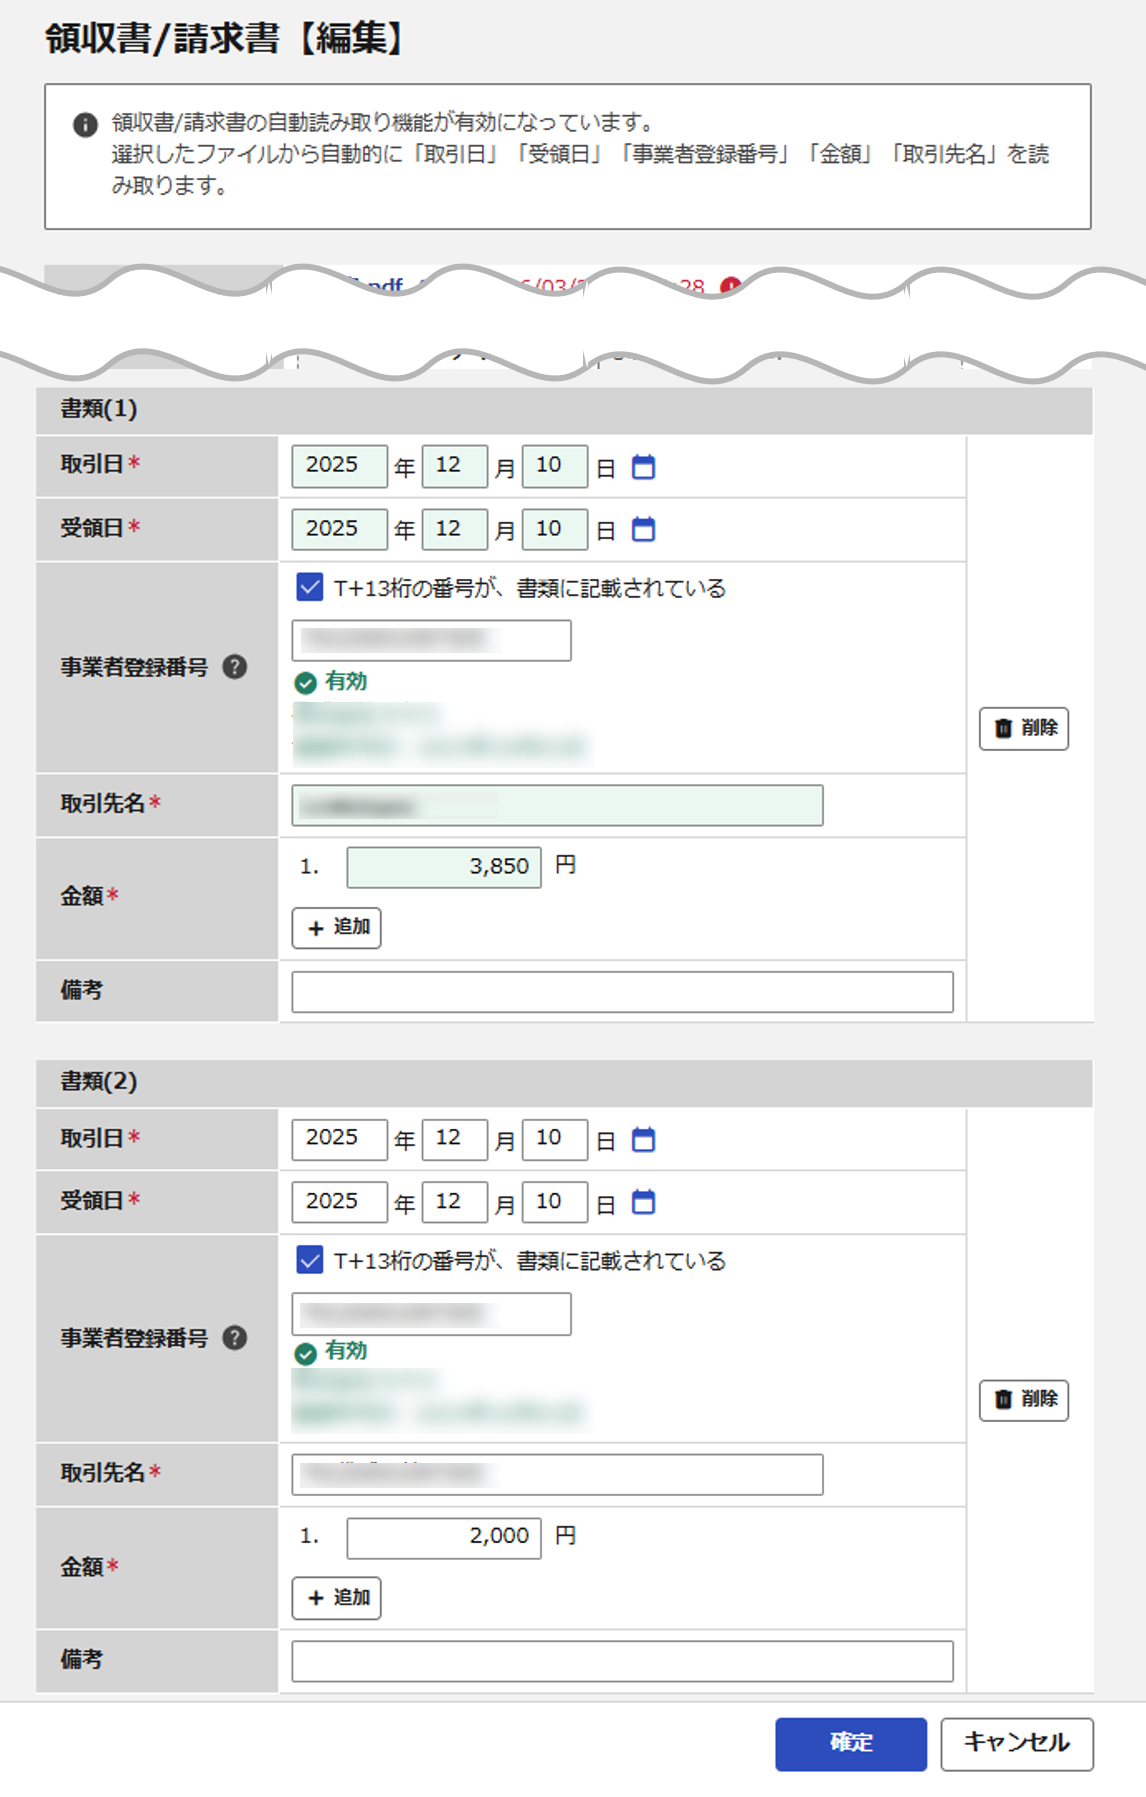 領収書/請求書【編集】
領収書/請求書の自動読み取り機能が有効になっています。
選択したファイルから自動的に「取引日」「受領日」「事業者登録番号」「金額」「取引先名」を読
み取ります。
書類(1)
取引日* 2025 年 12 月 10 日
受領日* 2025 年 12 月 10 日
T+13桁の番号が、書類に記載されている
事業者登録番号 ?
有効
削除
取引先名*
1. 3,850 円
金額*
+ 追加
備考
書類(2)
取引日* 2025 年 12 月 10 日
受領日* 2025 年 12 月 10 日
T+13桁の番号が、書類に記載されている
事業者登録番号 ?
有効
削除
取引先名*
1. 2,000 円
金額*
+ 追加
備考
確定 キャンセル